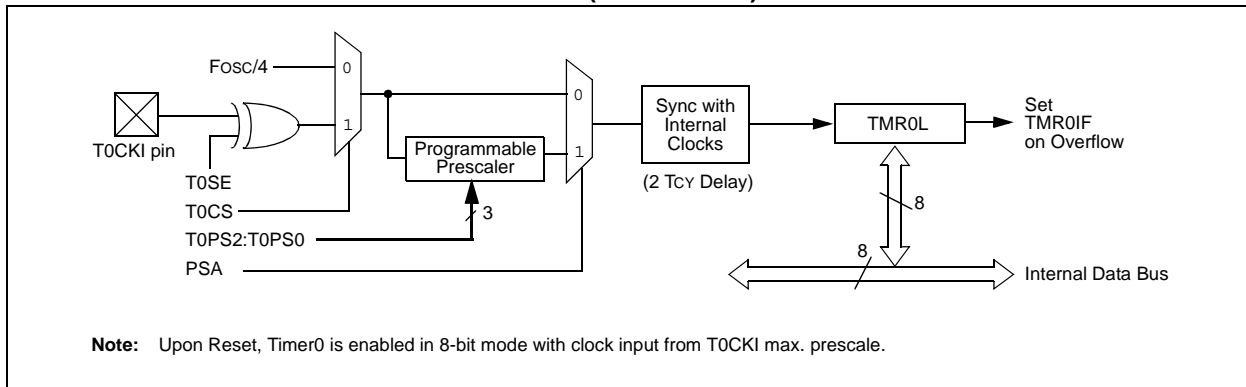 FOSC/4
0
1
T0CKI pin
T0SE
T0CS
T0PS2:T0PS0
PSA
Programmable
Prescaler
3
0
1
Sync with
Internal
Clocks
(2 TCY Delay)
TMR0L
Set
TMR0IF
on Overflow
8
8
Internal Data Bus
Note: Upon Reset, Timer0 is enabled in 8-bit mode with clock input from T0CKI max. prescale.